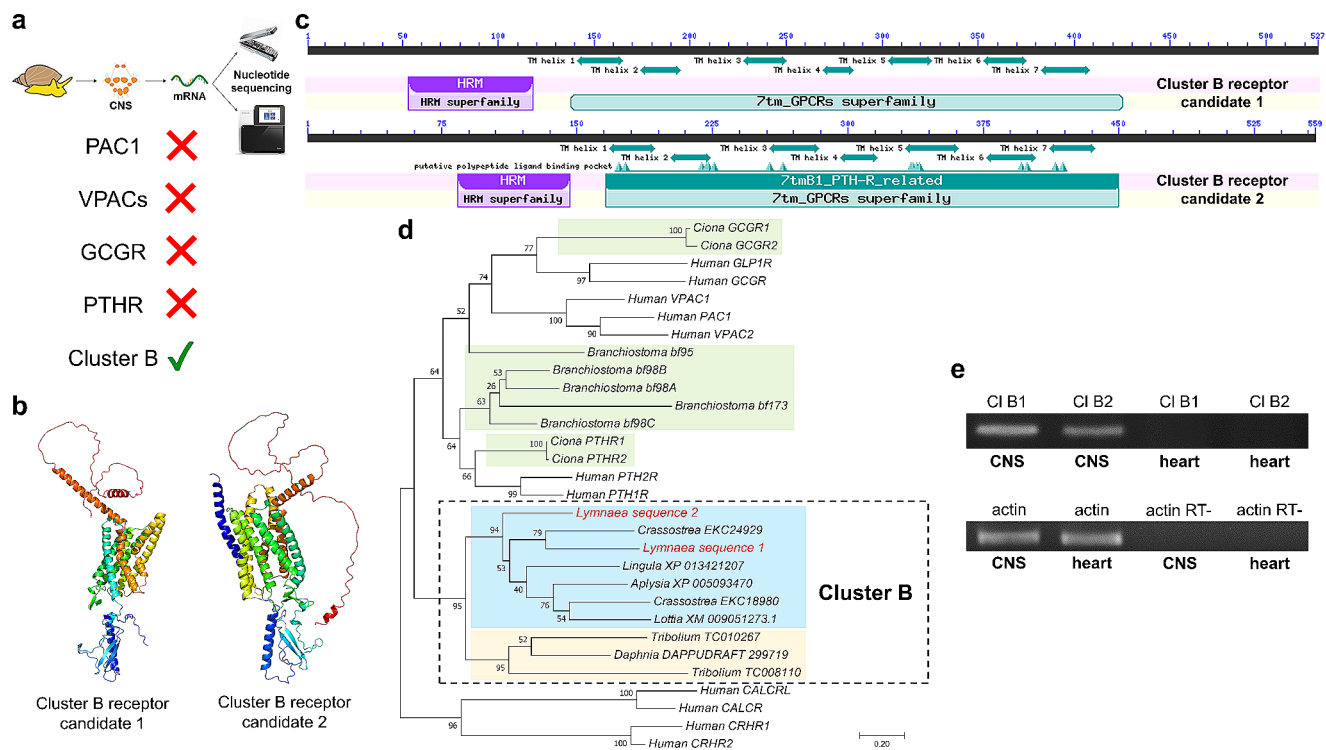 a
CNS
mRNA
Nucleotide
sequencing
PAC1
VPACs
GCGR
PTHR
Cluster B
b
Cluster B receptor
candidate 1
Cluster B receptor
candidate 2
c
1 50 100 150 200 250 300 350 400 450 500 527
TM helix 1 TM helix 3 TM helix 5 TM helix 6
TM helix 2 TM helix 4 TM helix 7
HRM
HRM superfamily
7tm_GPCRs superfamily
Cluster B receptor
candidate 1
1 75 150 225 300 375 450 525 559
TM helix 1 TM helix 3 TM helix 5 TM helix 7
TM helix 2 TM helix 4 TM helix 6
putative polypeptide ligand binding pocket
HRM
HRM superfamily
7tmB1_PTH-R_related
7tm_GPCRs superfamily
Cluster B receptor
candidate 2
d
100 Ciona GCGR1
Ciona GCGR2
77
Human GLP1R
97 Human GCGR
74
Human VPAC1
100 Human PAC1
90 Human VPAC2
52
Branchiostoma bf95
53 Branchiostoma bf98B
26 Branchiostoma bf98A
64
Branchiostoma bf173
63
Branchiostoma bf98C
64
100 Ciona PTHR1
Ciona PTHR2
66
Human PTH2R
99 Human PTH1R
Lymnaea sequence 2
94
79 Crassostrea EKC24929
Lymnaea sequence 1
53
Lingula XP 013421207
40
Aplysia XP 005093470
76
Crassostrea EKC18980
54 Lottia XM 009051273.1
95
Cluster B
52 Tribolium TC010267
Daphnia DAPPUDRAFT 299719
95
Tribolium TC008110
100 Human CALCRL
Human CALCR
96
Human CRHR1
100 Human CRHR2
0.20
e
Cl B1 Cl B2 Cl B1 Cl B2
CNS CNS heart heart
actin actin actin RT- actin RT-
CNS heart CNS heart